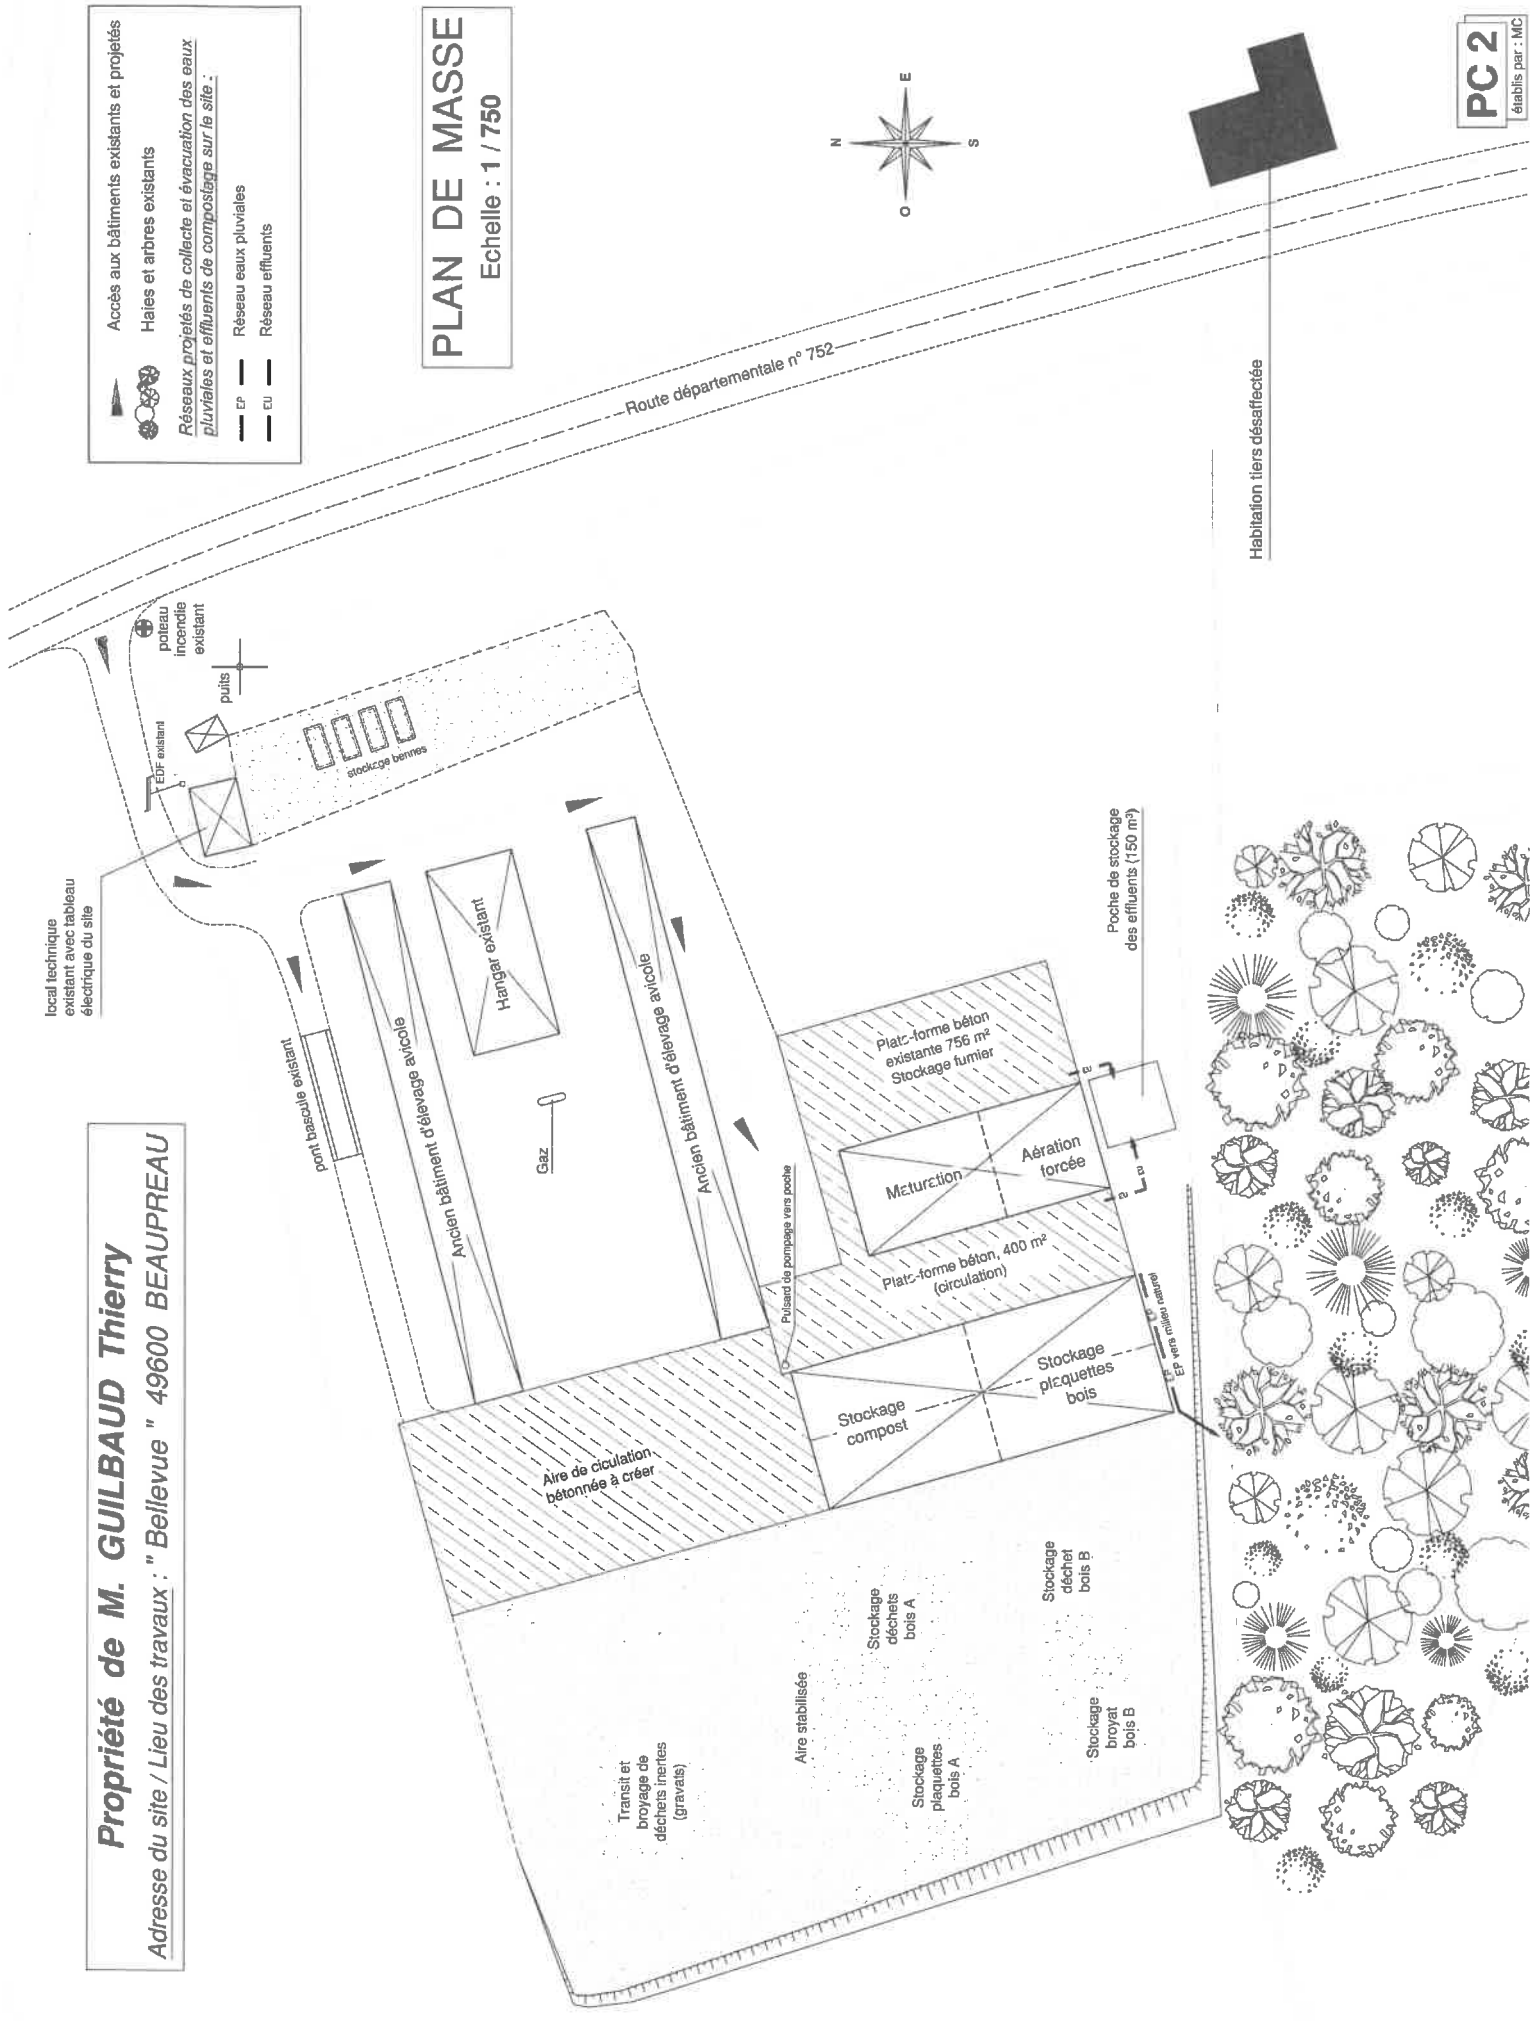 Propriété de M. GUILBAUD Thierry
Adresse du site / Lieu des travaux : " Bellevue " 49600 BEAUPREAU
Accès aux bâtiments existants et projetés
Haies et arbres existants
Réseaux projetés de collecte et évacuation des eaux
pluviales et effluents de compostage sur le site :
EP Réseau eaux pluviales
EU Réseau effluents
PLAN DE MASSE
Echelle : 1 / 750
N
E
S
O
local technique
existant avec tableau
électrique du site
EDF existant
poteau
incendie
existant
puits
stockage bennes
Route départementale n° 752
pont bascule existant
Ancien bâtiment d'élevage avicole
Hangar existant
Gaz
Ancien bâtiment d'élevage avicole
Aire de ciculation
bétonnée à créer
Puisard de pompage vers poche
Plate-forme béton
existante 756 m²
Stockage fumier
Maturation
Aération
forcée
Plate-forme béton, 400 m²
(circulation)
Stockage
compost
Stockage
plaquettes
bois
EU
EP
EP
EP vers milieu naturel
Poche de stockage
des effluents (150 m³)
Transit et
broyage de
déchets inertes
(gravats)
Aire stabilisée
Stockage
déchets
bois A
Stockage
plaquettes
bois A
Stockage
déchet
bois B
Stockage
broyat
bois B
Habitation tiers désaffectée
PC 2
établis par : MC